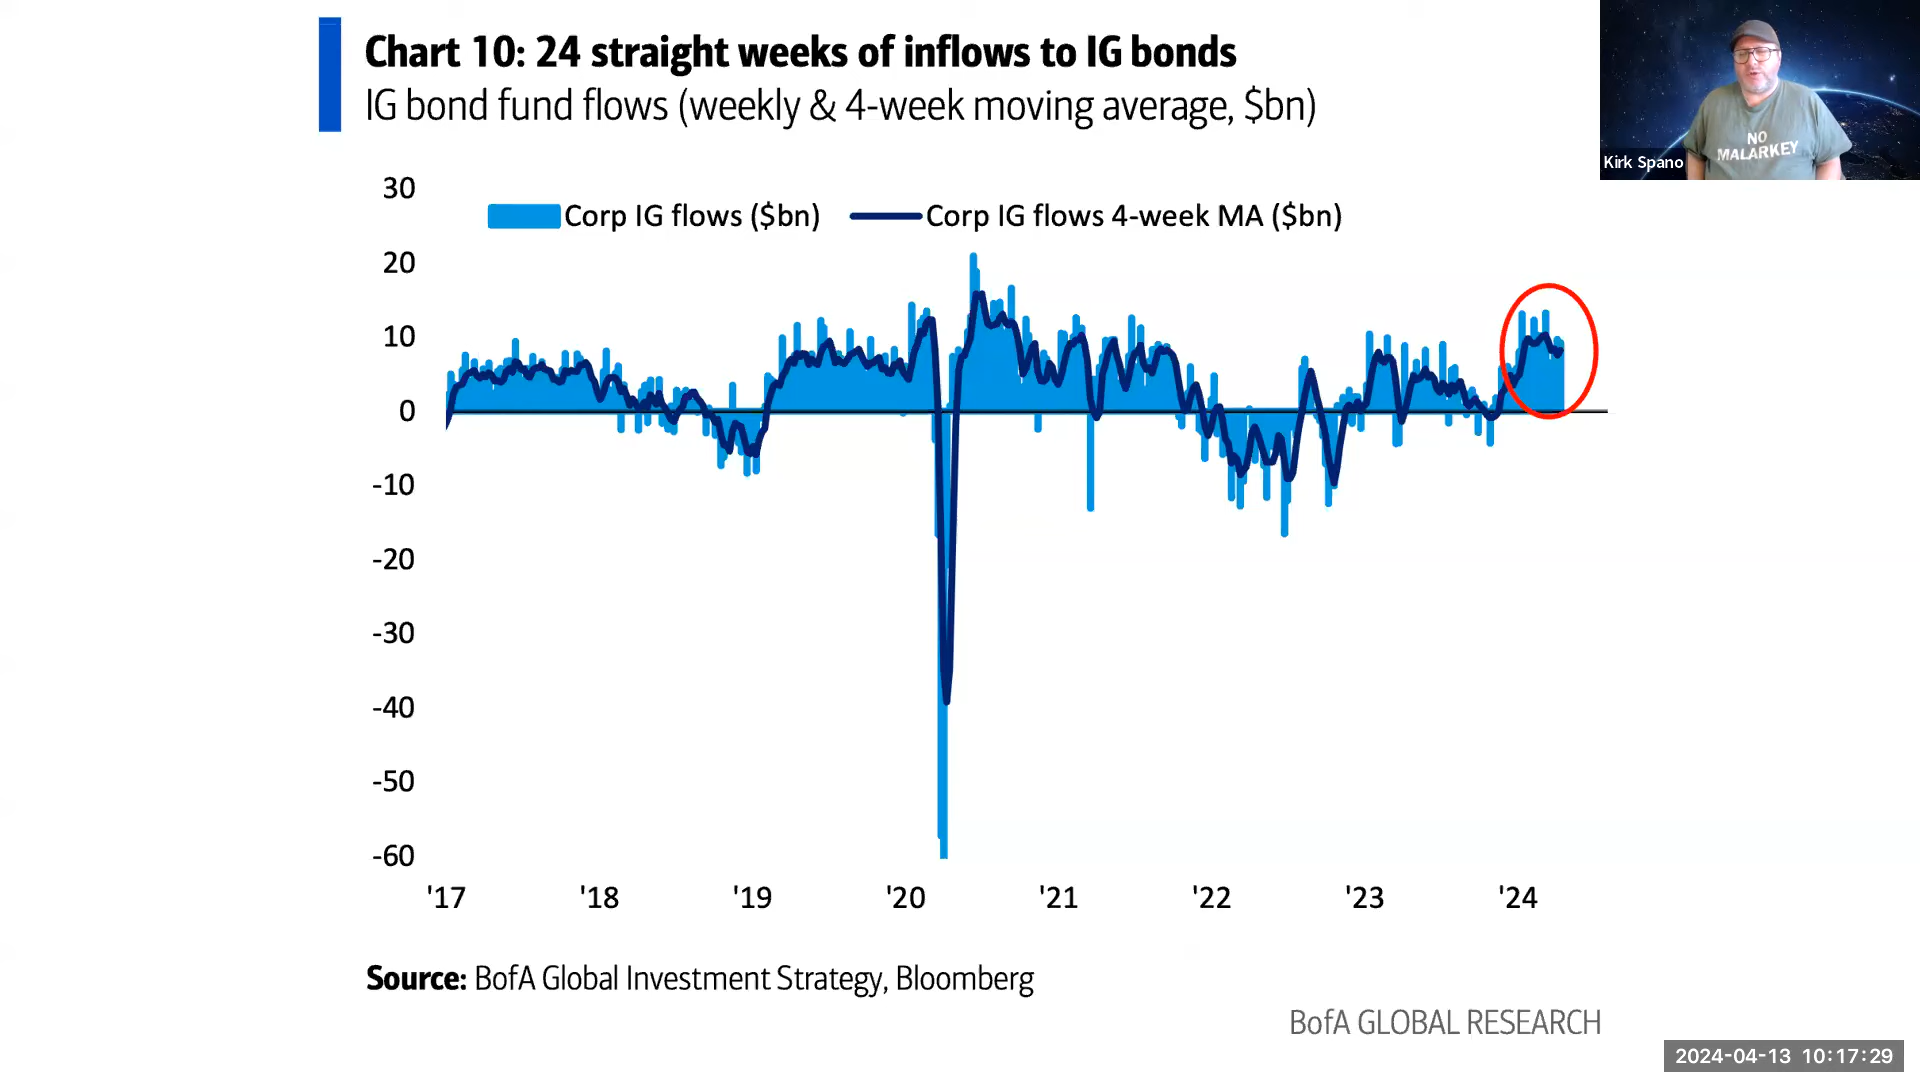 Chart 10: 24 straight weeks of inflows to IG bonds
IG bond fund flows (weekly & 4-week moving average, $bn)
NO
MALARKEY
Kirk Spano
Corp IG flows ($bn)
Corp IG flows 4-week MA ($bn)
30
20
10
0
-10
-20
-30
-40
-50
-60
'17 '18 '19 '20 '21 '22 '23 '24
Source: BofA Global Investment Strategy, Bloomberg
BofA GLOBAL RESEARCH
2024-04-13 10:17:29